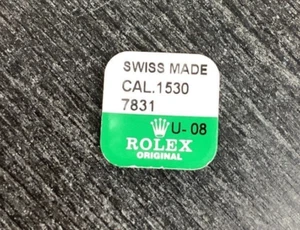 SWISS MADE
CAL.1530
7831
U-08
ROLEX
ORIGINAL